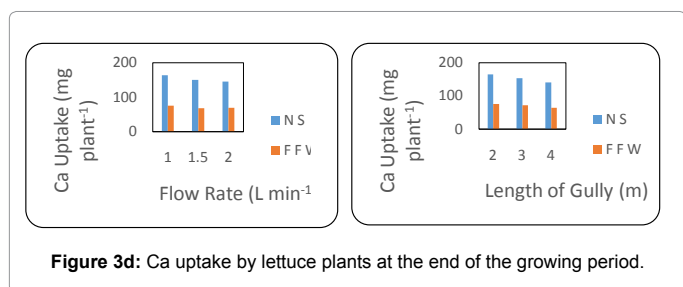 200
100
0
Ca Uptake (mg
plant-1)
N S
F F W
1 1.5 2
Flow Rate (L min-1
200
100
0
Ca Uptake (mg
plant-1)
N S
F F W
2 3 4
Length of Gully (m)
Figure 3d: Ca uptake by lettuce plants at the end of the growing period.